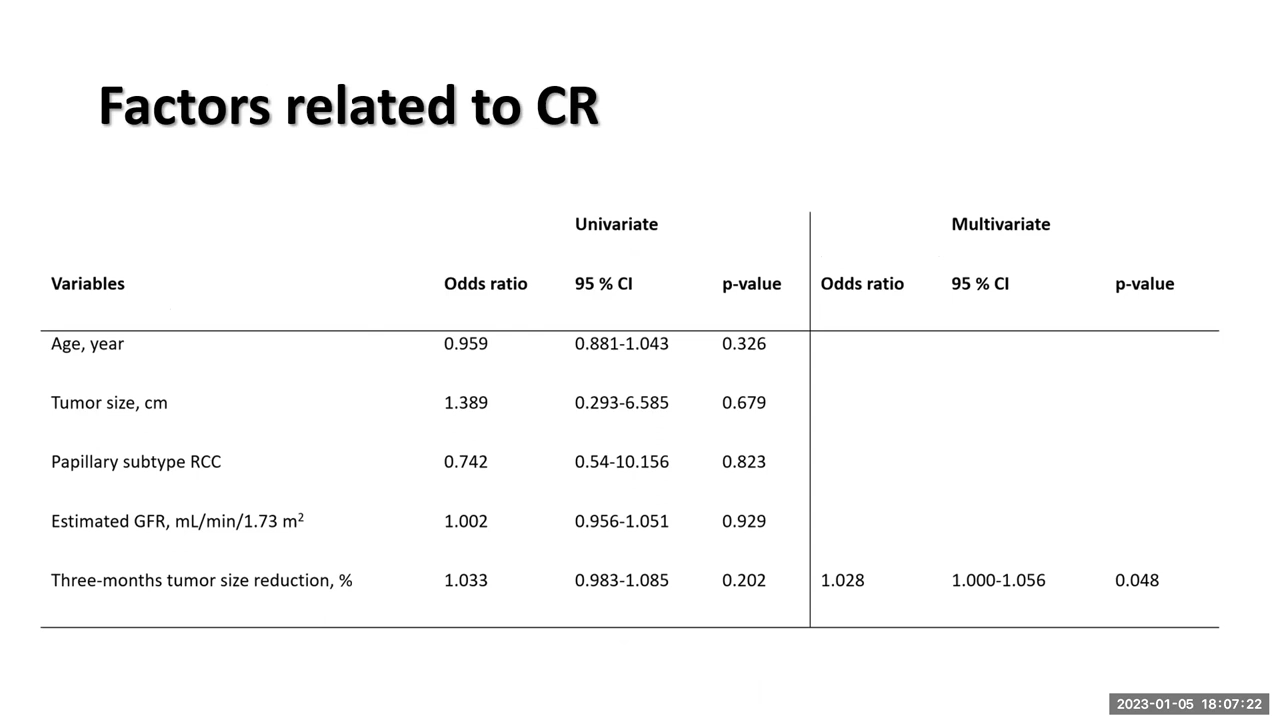 Factors related to CR
Univariate Multivariate
Variables Odds ratio 95 % CI p-value Odds ratio 95 % CI p-value
Age, year 0.959 0.881-1.043 0.326
Tumor size, cm 1.389 0.293-6.585 0.679
Papillary subtype RCC 0.742 0.54-10.156 0.823
Estimated GFR, mL/min/1.73 m² 1.002 0.956-1.051 0.929
Three-months tumor size reduction, % 1.033 0.983-1.085 0.202 1.028 1.000-1.056 0.048
2023-01-05 18:07:22